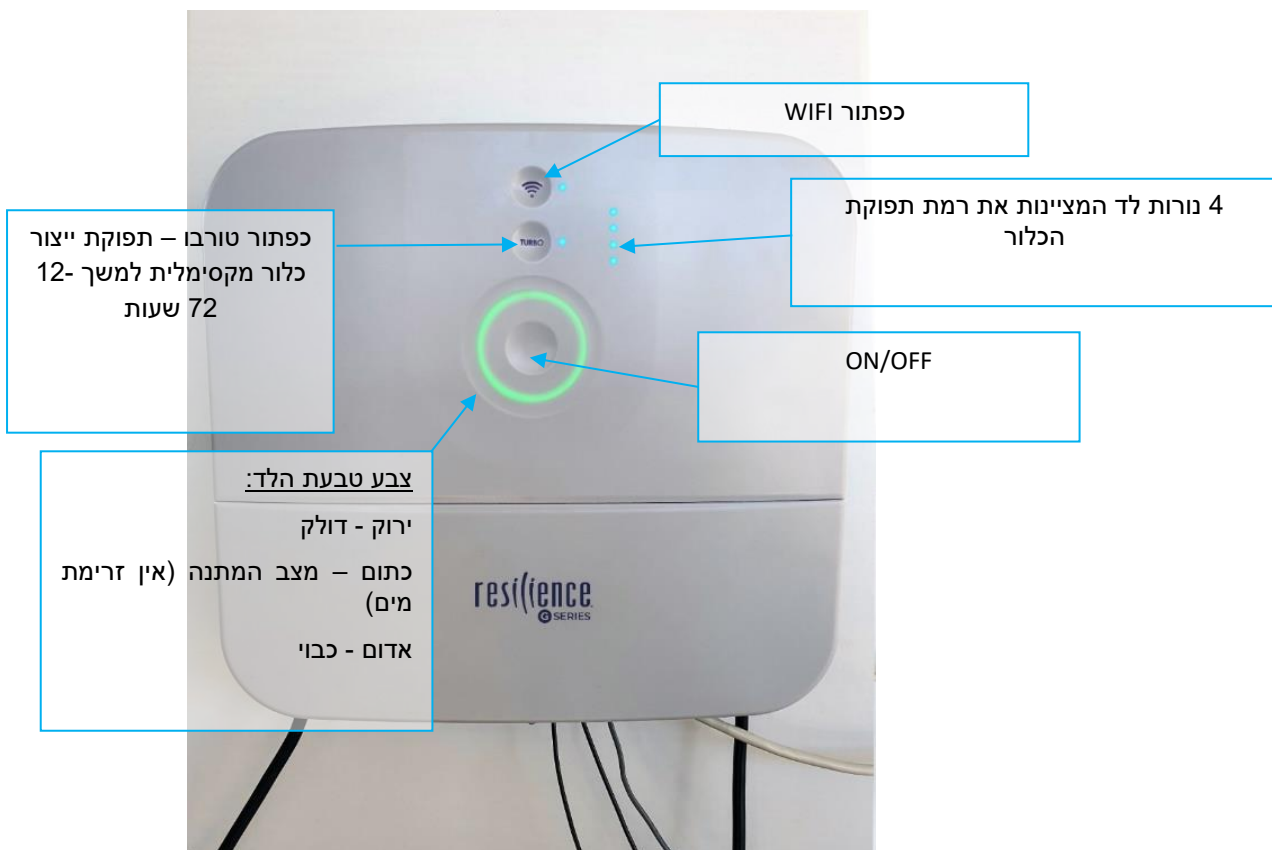 כפתור WIFI
4 נורות לד המציינות את רמת תפוקת
הכלור
כפתור טורבו – תפוקת ייצור
כלור מקסימלית למשך 12-
72 שעות
TURBO
ON/OFF
צבע טבעת הלד:
ירוק - דולק
כתום – מצב המתנה (אין זרימת
מים)
אדום - כבוי
resilience
G SERIES